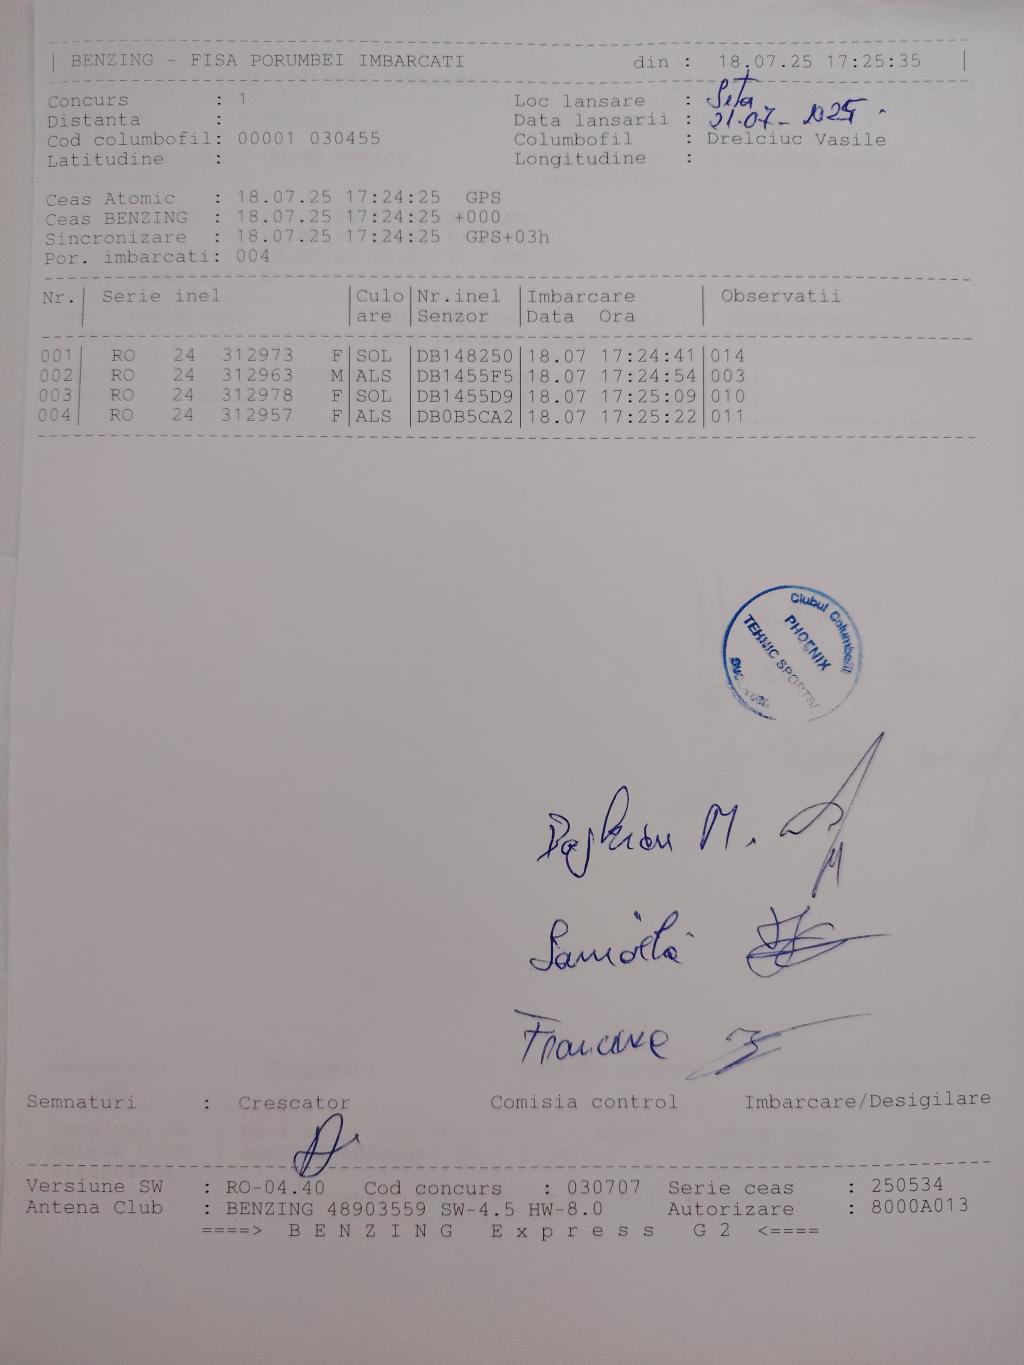 BENZING - FISA PORUMBEI IMBARCATI din : 18.07.25 17:25:35
Concurs : 1 Loc lansare : Seta
Distanta : Data lansarii : 21.07-2025.
Cod columbofil: 00001 030455 Columbofil : Drelciuc Vasile
Latitudine : Longitudine :
Ceas Atomic : 18.07.25 17:24:25 GPS
Ceas BENZING : 18.07.25 17:24:25 +000
Sincronizare : 18.07.25 17:24:25 GPS+03h
Por. imbarcati: 004
Nr. | Serie inel | Culo | Nr.inel | Imbarcare | Observatii
are | Senzor | Data Ora
001 | RO 24 312973 F | SOL | DB148250 | 18.07 17:24:41 | 014
002 | RO 24 312963 M | ALS | DB1455F5 | 18.07 17:24:54 | 003
003 | RO 24 312978 F | SOL | DB1455D9 | 18.07 17:25:09 | 010
004 | RO 24 312957 F | ALS | DB0B5CA2 | 18.07 17:25:22 | 011
Clubul Columbofil
PHOENIX
TEHNIC SPORTIV
M.
Semnaturi : Crescator Comisia control Imbarcare/Desigilare
Versiune SW : RO-04.40 Cod concurs : 030707 Serie ceas : 250534
Antena Club : BENZING 48903559 SW-4.5 HW-8.0 Autorizare : 8000A013
====> BENZING Express G2 <====